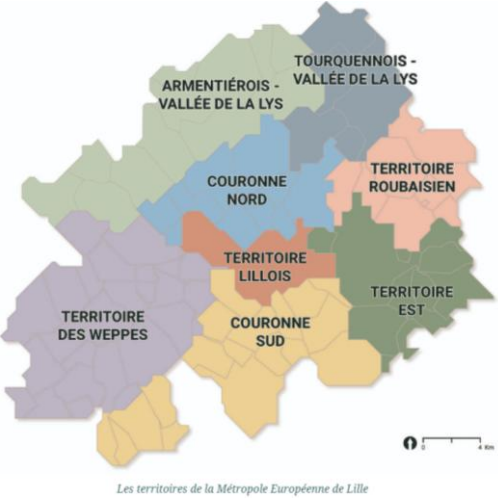 TOURQUENNOIS -
VALLÉE DE LA LYS
ARMENTIÉROIS -
VALLÉE DE LA LYS
TERRITOIRE
ROUBAISIEN
COURONNE
NORD
TERRITOIRE
LILLOIS
TERRITOIRE
EST
TERRITOIRE
DES WEPPES
COURONNE
SUD
0 4 Km
Les territoires de la Métropole Européenne de Lille